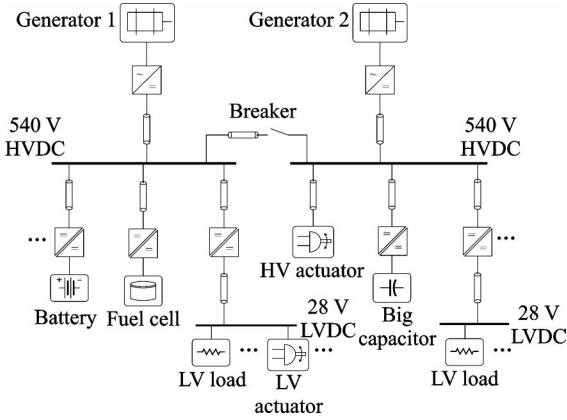 Generator 1
Generator 2
Breaker
540 V
HVDC
540 V
HVDC
...
...
HV actuator
Battery
Fuel cell
28 V
LVDC
Big
capacitor
28 V
LVDC
...
...
...
LV load
LV
actuator
LV load